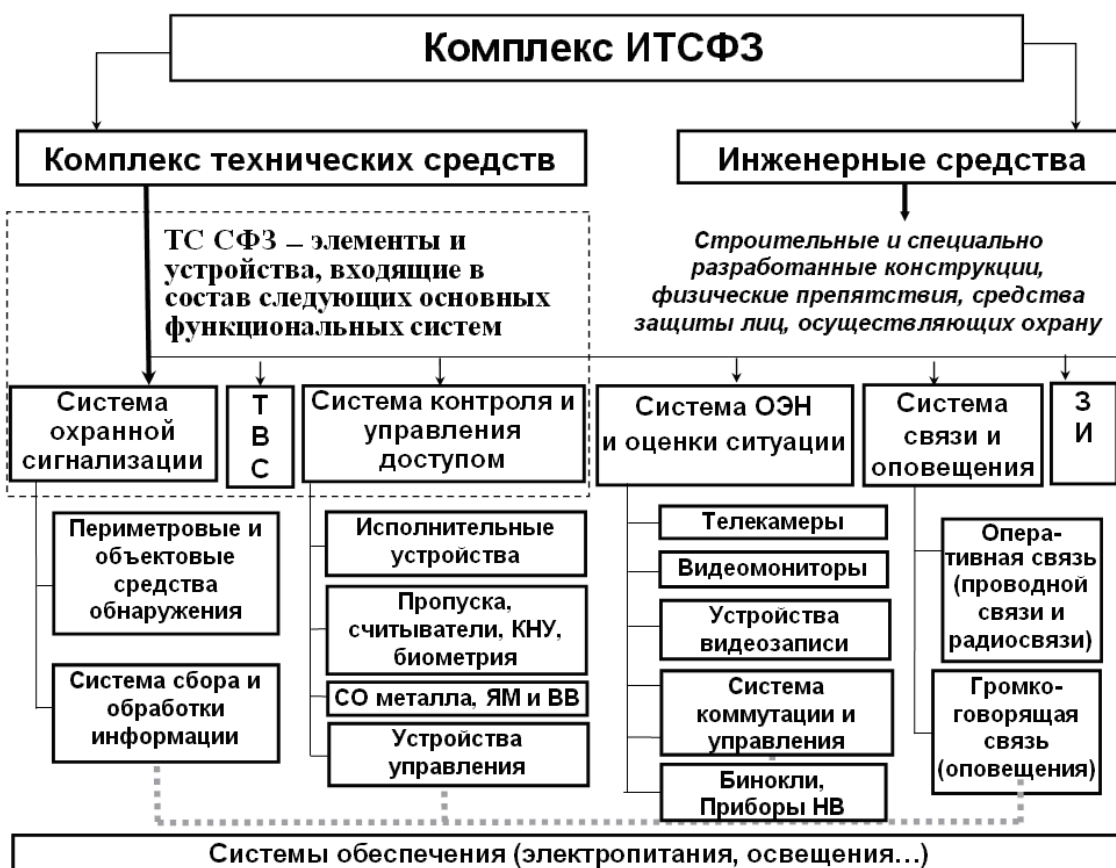 Комплекс ИТСФЗ
Комплекс технических средств
Инженерные средства
ТС СФЗ – элементы и
устройства, входящие в
состав следующих основных
функциональных систем
Строительные и специально
разработанные конструкции,
физические препятствия, средства
защиты лиц, осуществляющих охрану
Система
охранной
сигнализации
Т
В
С
Система контроля и
управления
доступом
Система ОЭН
и оценки ситуации
Система
связи и
оповещения
З
И
Периметровые и
объектовые
средства
обнаружения
Система сбора и
обработки
информации
Исполнительные
устройства
Пропуска,
считыватели, КНУ,
биометрия
СО металла, ЯМ и ВВ
Устройства
управления
Телекамеры
Видеомониторы
Устройства
видеозаписи
Система
коммутации и
управления
Бинокли,
Приборы НВ
Опера-
тивная связь
(проводной
связи и
радиосвязи)
Громко-
говорящая
связь
(оповещения)
Системы обеспечения (электропитания, освещения...)